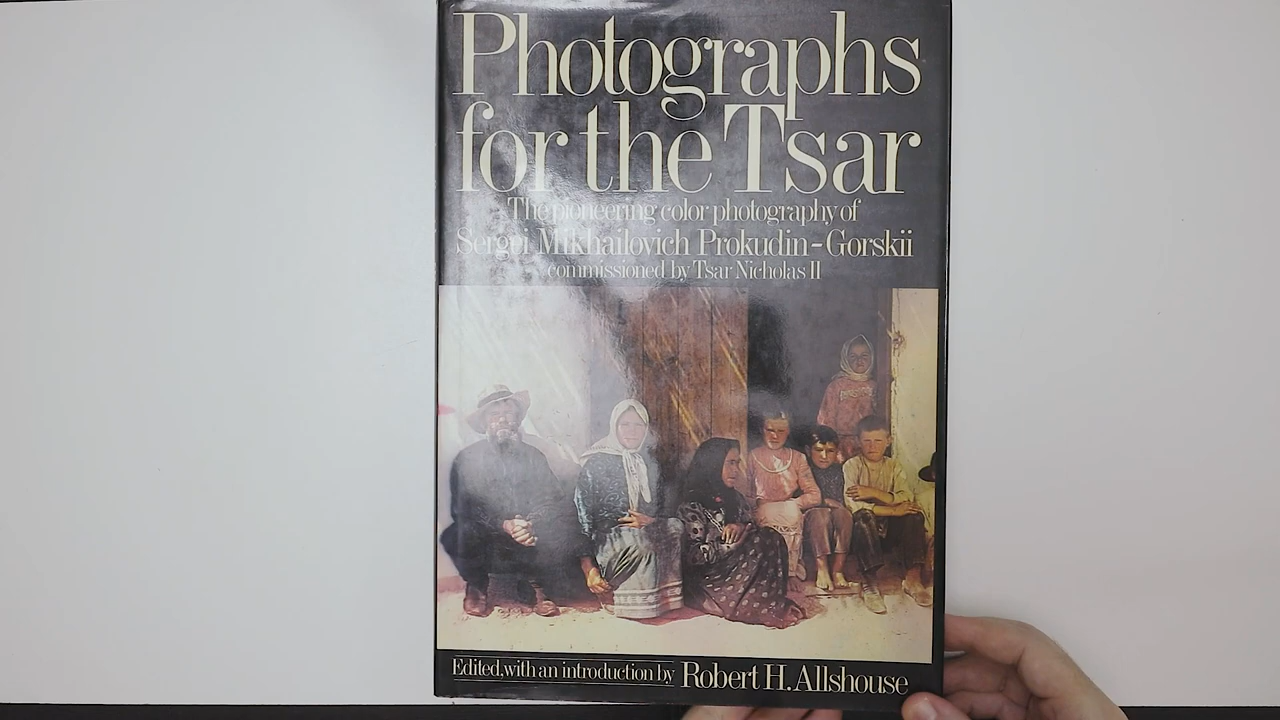 Photographs
for the Tsar
The pioneering color photography of
Sergei Mikhailovich Prokudin-Gorskii
commissioned by Tsar Nicholas II
Edited, with an introduction by Robert H. Allshouse